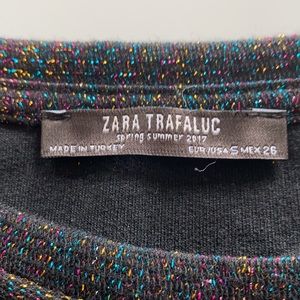 ZARA TRAFALUC
spring summer 2017
MADE IN TURKEY
EUR/USA S MEX 26